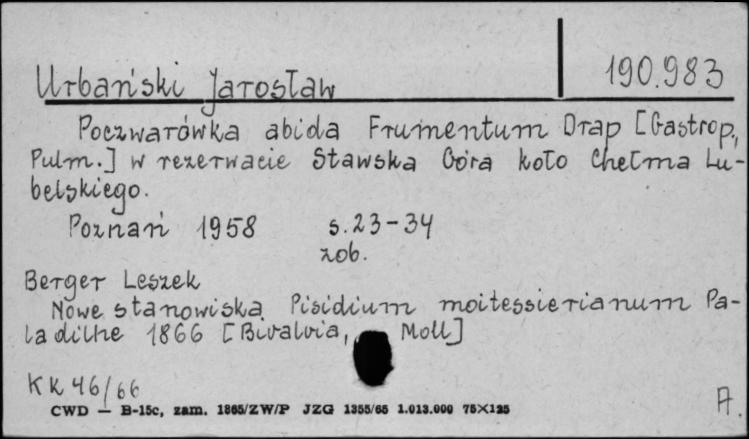 Urbański Jarosław
190.983
Poczwarówka abida Frumentum Drap [Gastrop.,
Pulm.] w rezerwacie Stawska Góra koło Chełma Lu-
belskiego.
Poznań 1958 s. 23-34
zob.
Berger Leszek
Nowe stanowiska Pisidium moitessierianum Pa-
ladilhe 1866 [Bivalvia, Moll]
KK 46/66
CWD — B-15c, zam. 1865/ZW/P JZG 1355/65 1.013.000 75×125
A.